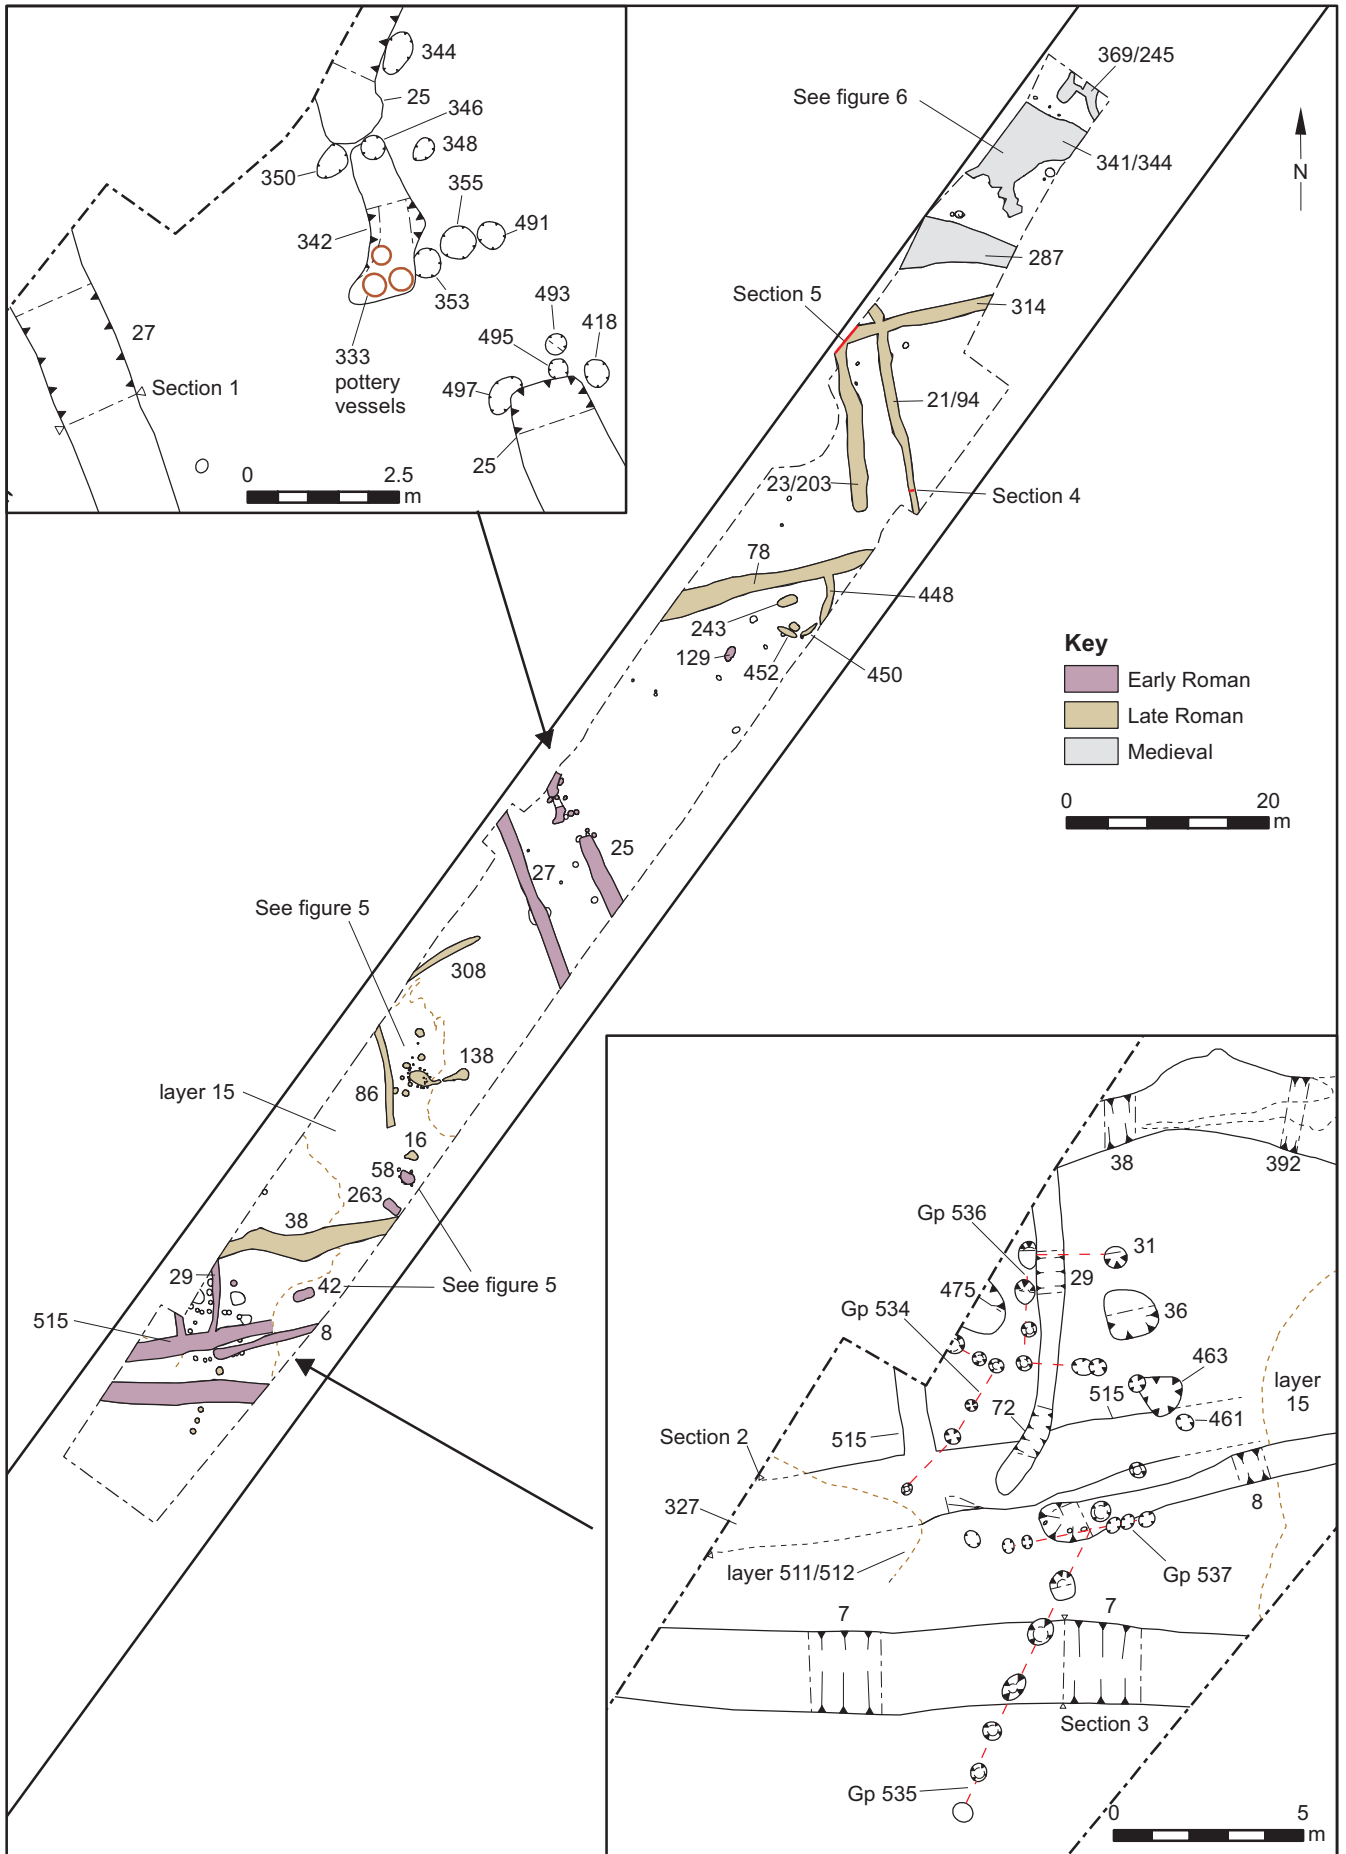 344
25
346
348
350
355
491
342
353
493
418
495
333
pottery
vessels
497
27
Section 1
25
0 2.5
m
369/245
See figure 6
N
341/344
287
Section 5
314
21/94
23/203
Section 4
78
448
243
129
452
450
Key
Early Roman
Late Roman
Medieval
0 20
m
25
27
See figure 5
308
138
86
layer 15
16
58
263
38
29
42
See figure 5
515
8
38
392
Gp 536
31
29
475
36
Gp 534
463
layer
15
72
515
461
515
Section 2
327
8
layer 511/512
Gp 537
7
7
Section 3
Gp 535
0 5
m